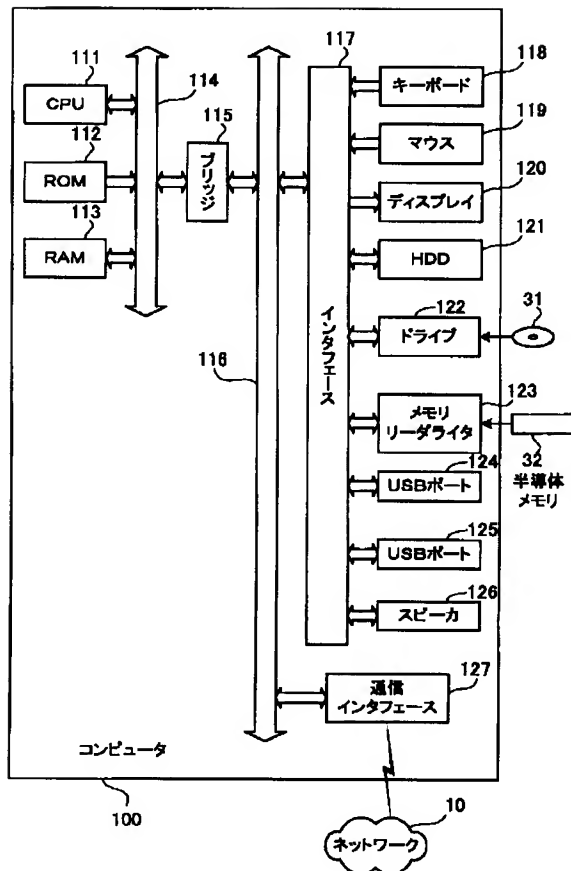 111
CPU
112
ROM
113
RAM
114
115
ブリッジ
116
117
インタフェース
118
キーボード
119
マウス
120
ディスプレイ
121
HDD
122
ドライブ
31
123
メモリ
リーダライタ
32
半導体
メモリ
124
USBポート
125
USBポート
126
スピーカ
127
通信
インタフェース
コンピュータ
100
10
ネットワーク